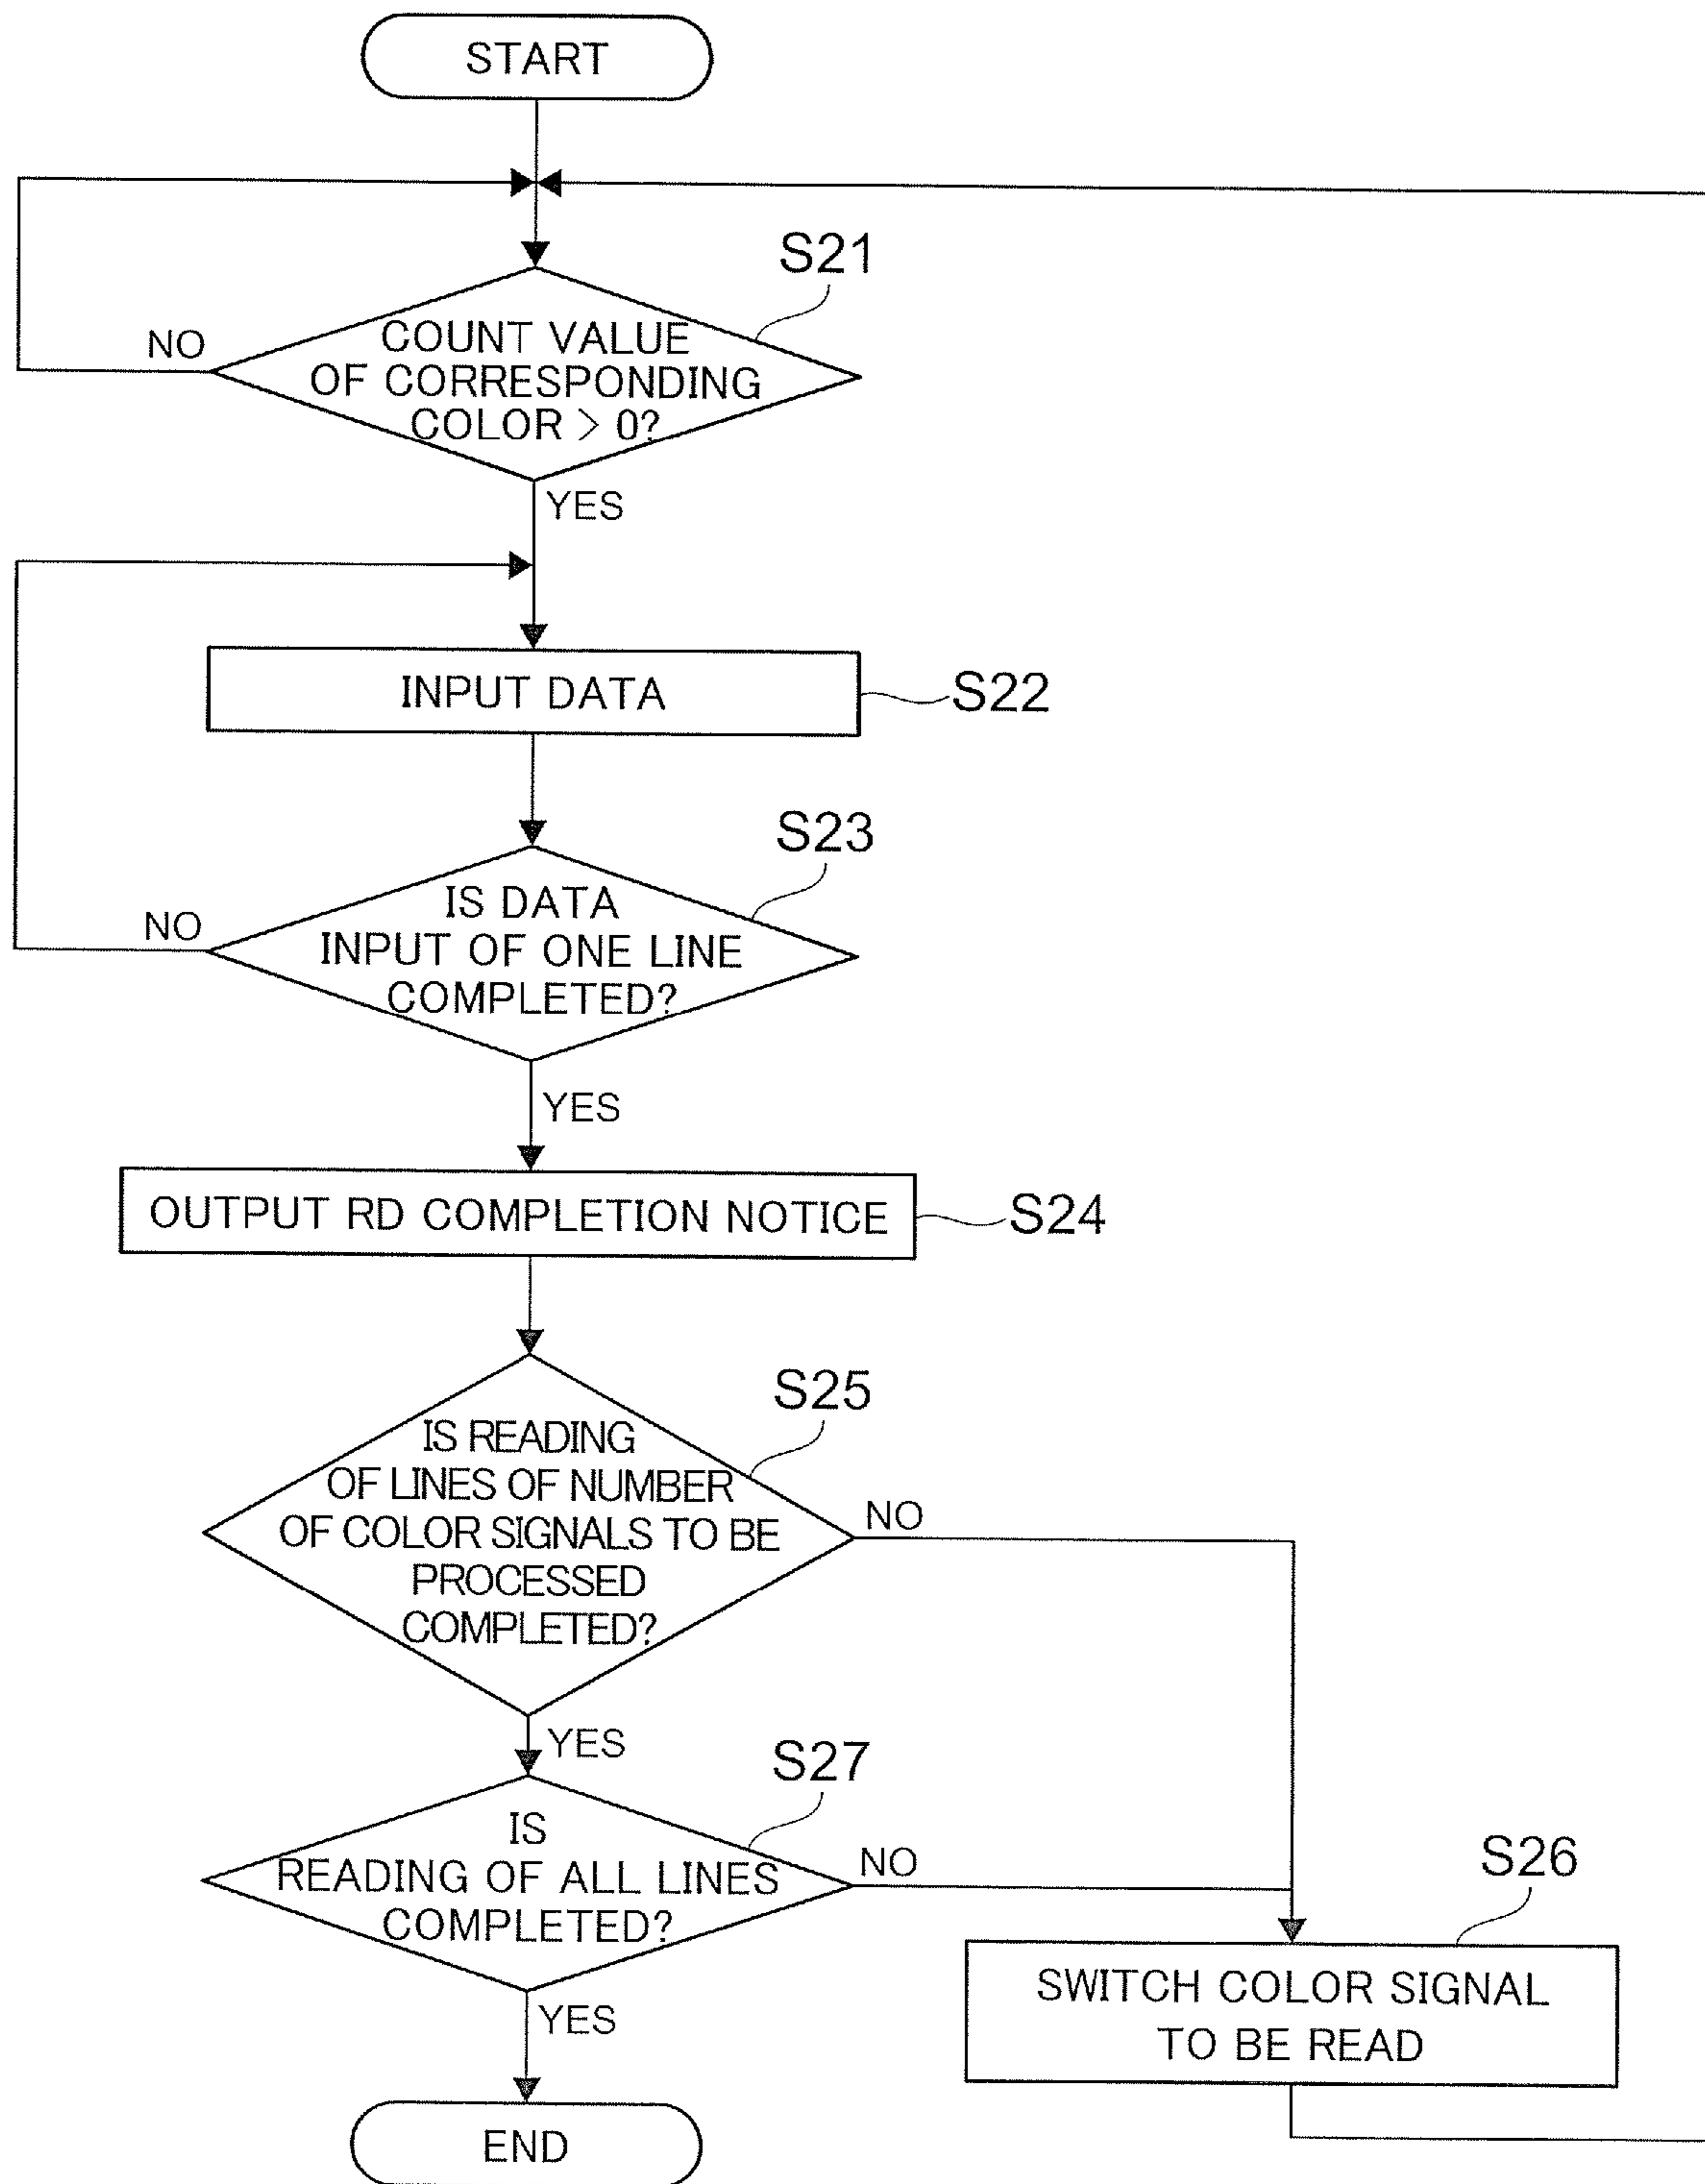 START
S21
NO
COUNT VALUE
OF CORRESPONDING
COLOR > 0?
YES
INPUT DATA
S22
S23
NO
IS DATA
INPUT OF ONE LINE
COMPLETED?
YES
OUTPUT RD COMPLETION NOTICE
S24
S25
IS READING
OF LINES OF NUMBER
OF COLOR SIGNALS TO BE
PROCESSED
COMPLETED?
NO
YES
S27
IS
READING OF ALL LINES
COMPLETED?
NO
S26
SWITCH COLOR SIGNAL
TO BE READ
YES
END